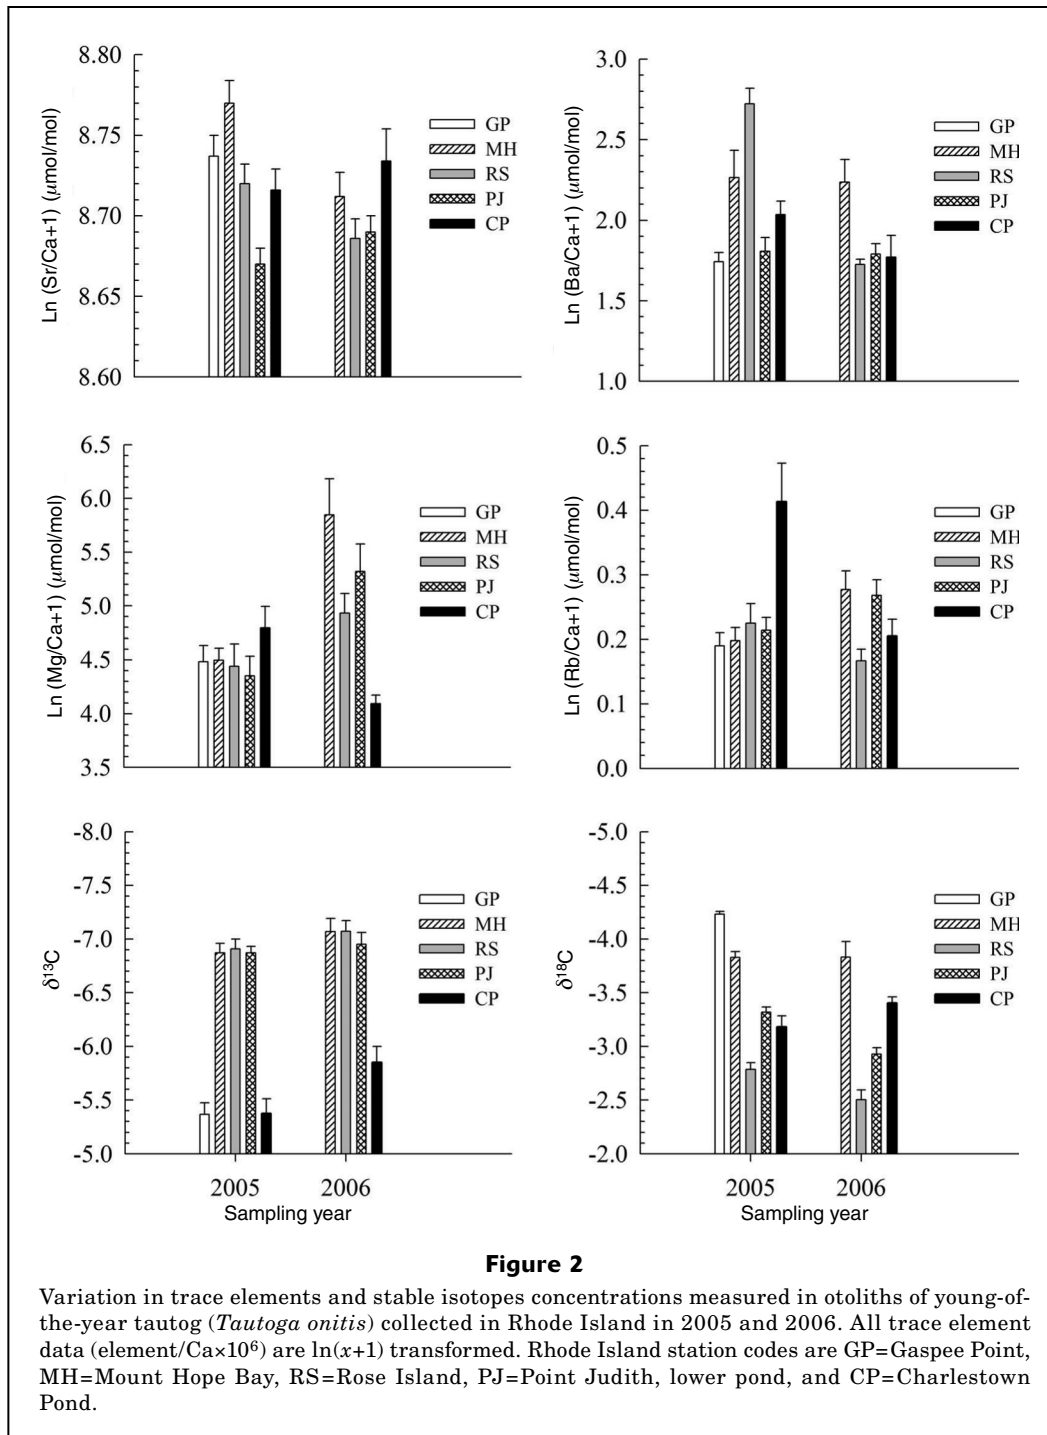 8.80
8.75
8.70
8.65
8.60
Ln (Sr/Ca+1) (μmol/mol)
GP
MH
RS
PJ
CP
3.0
2.5
2.0
1.5
1.0
Ln (Ba/Ca+1) (μmol/mol)
GP
MH
RS
PJ
CP
6.5
6.0
5.5
5.0
4.5
4.0
3.5
Ln (Mg/Ca+1) (μmol/mol)
GP
MH
RS
PJ
CP
0.5
0.4
0.3
0.2
0.1
0.0
Ln (Rb/Ca+1) (μmol/mol)
GP
MH
RS
PJ
CP
-8.0
-7.5
-7.0
-6.5
-6.0
-5.5
-5.0
δ¹³C
GP
MH
RS
PJ
CP
2005 2006
Sampling year
-5.0
-4.5
-4.0
-3.5
-3.0
-2.5
-2.0
δ¹⁸C
GP
MH
RS
PJ
CP
2005 2006
Sampling year
Figure 2
Variation in trace elements and stable isotopes concentrations measured in otoliths of young-of-
the-year tautog (Tautoga onitis) collected in Rhode Island in 2005 and 2006. All trace element
data (element/Ca×10⁶) are ln(x+1) transformed. Rhode Island station codes are GP=Gaspee Point,
MH=Mount Hope Bay, RS=Rose Island, PJ=Point Judith, lower pond, and CP=Charlestown
Pond.